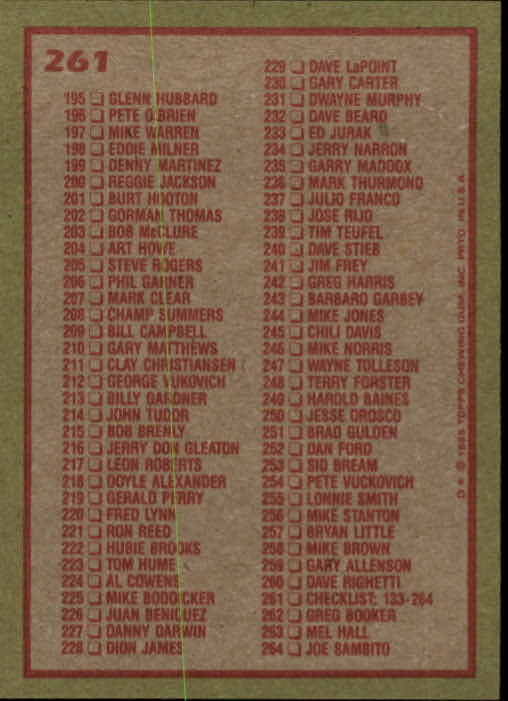 261
195 GLENN HUBBARD
196 PETE O'BRIEN
197 MIKE WARREN
198 EDDIE MILNER
199 DENNY MARTINEZ
200 REGGIE JACKSON
201 BURT HOOTON
202 GORMAN THOMAS
203 BOB McCLURE
204 ART HOWE
205 STEVE ROGERS
206 PHIL GARNER
207 MARK CLEAR
208 CHAMP SUMMERS
209 BILL CAMPBELL
210 GARY MATTHEWS
211 CLAY CHRISTIANSEN
212 GEORGE VUKOVICH
213 BILLY GARDNER
214 JOHN TUDOR
215 BOB BRENLY
216 JERRY DON GLEATON
217 LEON ROBERTS
218 DOYLE ALEXANDER
219 GERALD PERRY
220 FRED LYNN
221 RON REED
222 HUBIE BROOKS
223 TOM HUME
224 AL COWENS
225 MIKE BODDICKER
226 JUAN BENIQUEZ
227 DANNY DARWIN
228 DION JAMES
229 DAVE LaPOINT
230 GARY CARTER
231 DWAYNE MURPHY
232 DAVE BEARD
233 ED JURAK
234 JERRY NARRON
235 GARRY MADDOX
236 MARK THURMOND
237 JULIO FRANCO
238 JOSE RIJO
239 TIM TEUFEL
240 DAVE STIEB
241 JIM FREY
242 GREG HARRIS
243 BARBARO GARBEY
244 MIKE JONES
245 CHILI DAVIS
246 MIKE NORRIS
247 WAYNE TOLLESON
248 TERRY FORSTER
249 HAROLD BAINES
250 JESSE OROSCO
251 BRAD GULDEN
252 DAN FORD
253 SID BREAM
254 PETE VUCKOVICH
255 LONNIE SMITH
256 MIKE STANTON
257 BRYAN LITTLE
258 MIKE BROWN
259 GARY ALLENSON
260 DAVE RIGHETTI
261 CHECKLIST: 133-264
262 GREG BOOKER
263 MEL HALL
264 JOE SAMBITO
D* © 1985 TOPPS CHEWING GUM, INC. PRTD. IN U.S.A.